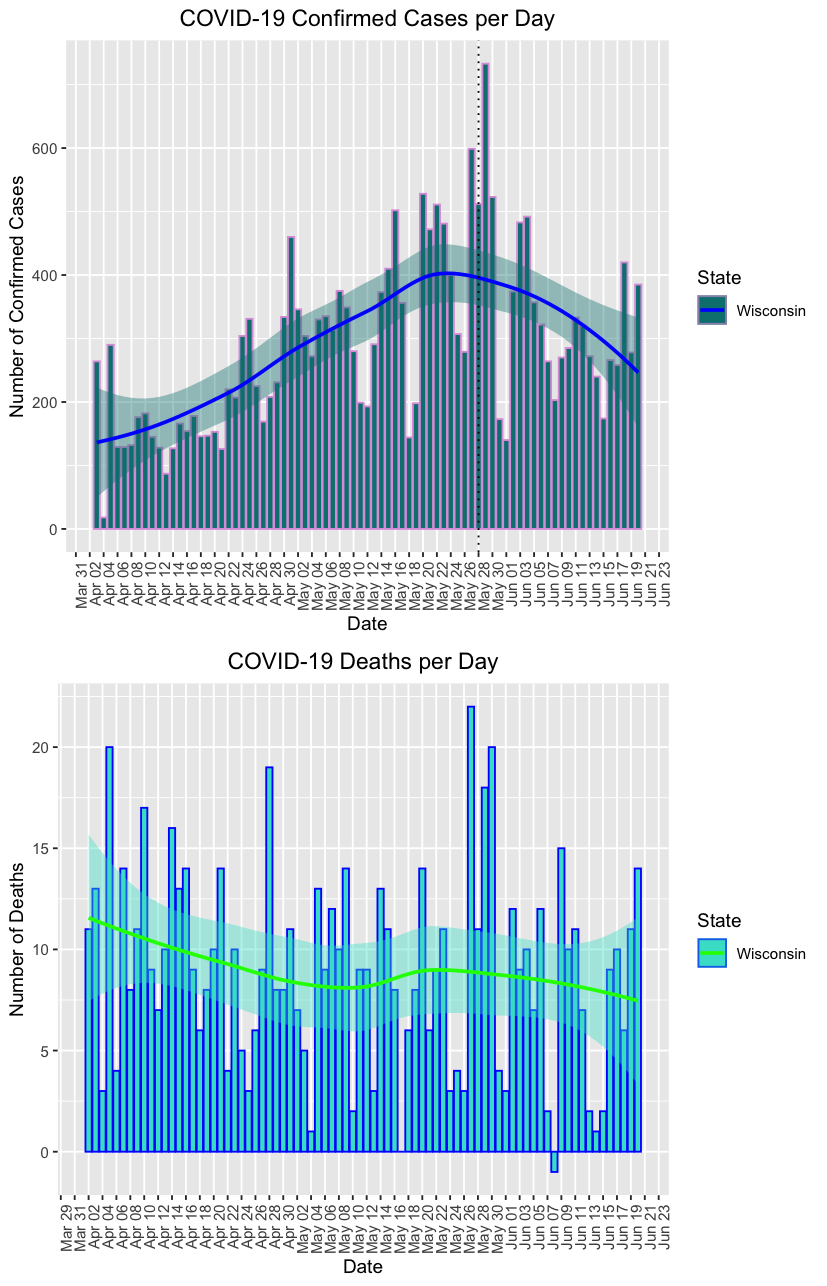 COVID-19 Confirmed Cases per Day
Number of Confirmed Cases
600
400
200
0
Mar 31
Apr 02
Apr 04
Apr 06
Apr 08
Apr 10
Apr 12
Apr 14
Apr 16
Apr 18
Apr 20
Apr 22
Apr 24
Apr 26
Apr 28
Apr 30
May 02
May 04
May 06
May 08
May 10
May 12
May 14
May 16
May 18
May 20
May 22
May 24
May 26
May 28
May 30
Jun 01
Jun 03
Jun 05
Jun 07
Jun 09
Jun 11
Jun 13
Jun 15
Jun 17
Jun 19
Jun 21
Jun 23
Date
State
Wisconsin
COVID-19 Deaths per Day
Number of Deaths
20
15
10
5
0
Mar 29
Mar 31
Apr 02
Apr 04
Apr 06
Apr 08
Apr 10
Apr 12
Apr 14
Apr 16
Apr 18
Apr 20
Apr 22
Apr 24
Apr 26
Apr 28
Apr 30
May 02
May 04
May 06
May 08
May 10
May 12
May 14
May 16
May 18
May 20
May 22
May 24
May 26
May 28
May 30
Jun 01
Jun 03
Jun 05
Jun 07
Jun 09
Jun 11
Jun 13
Jun 15
Jun 17
Jun 19
Jun 21
Jun 23
Date
State
Wisconsin